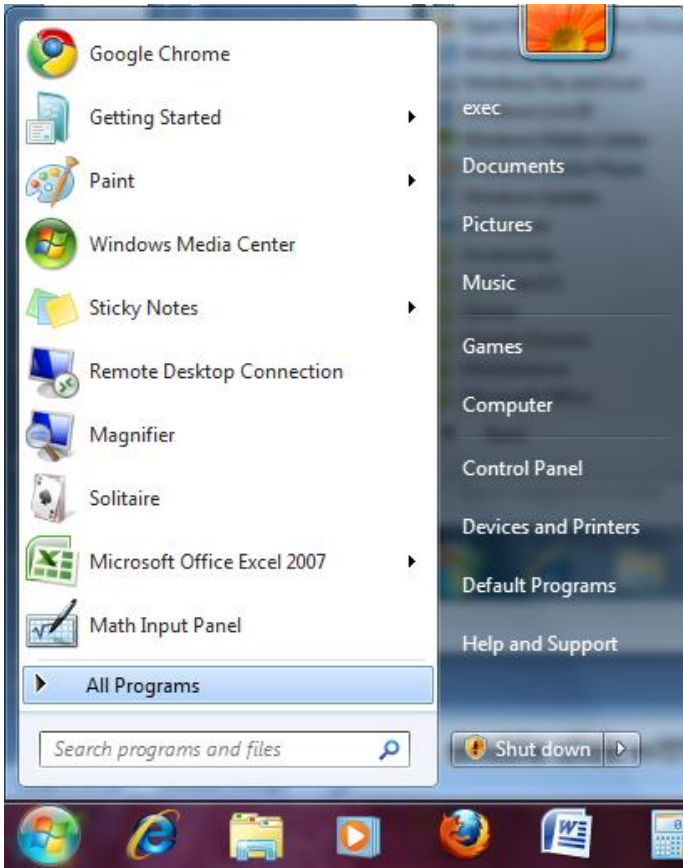 Google Chrome
Getting Started
Paint
Windows Media Center
Sticky Notes
Remote Desktop Connection
Magnifier
Solitaire
Microsoft Office Excel 2007
Math Input Panel
All Programs
Search programs and files
exec
Documents
Pictures
Music
Games
Computer
Control Panel
Devices and Printers
Default Programs
Help and Support
Shut down